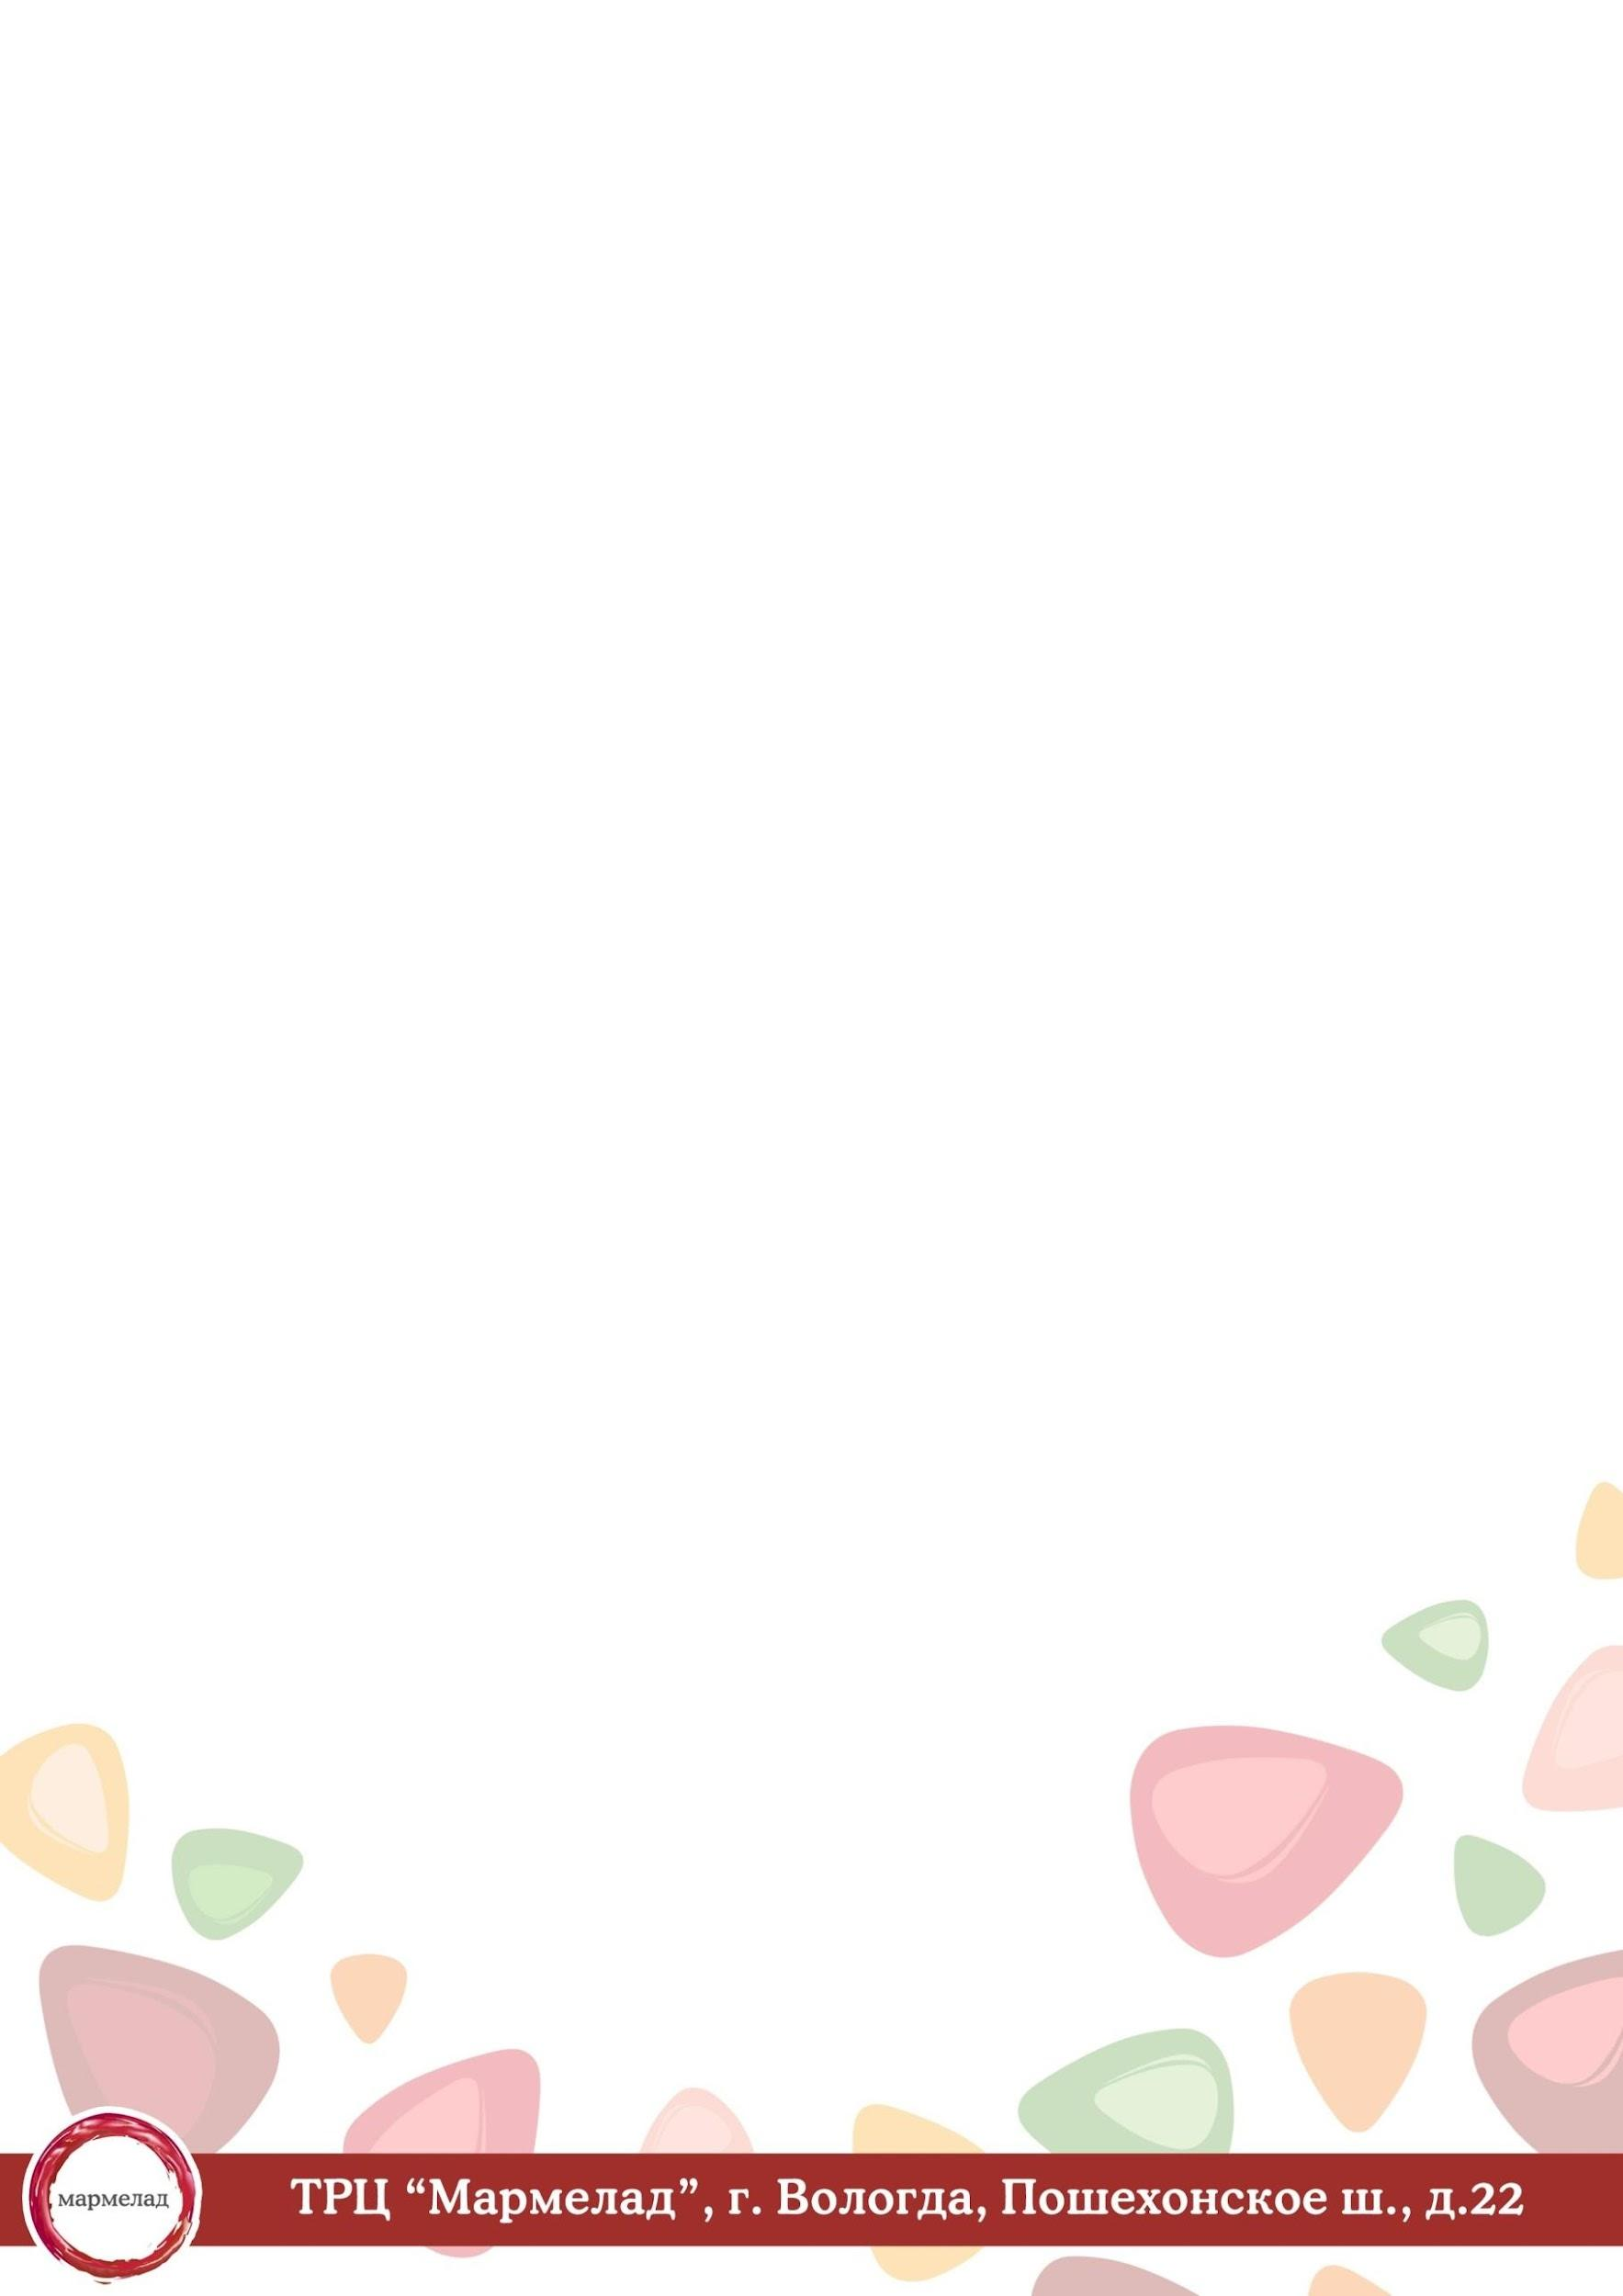 мармелад
ТРЦ “Мармелад”, г. Вологда, Пошехонское ш., д.22